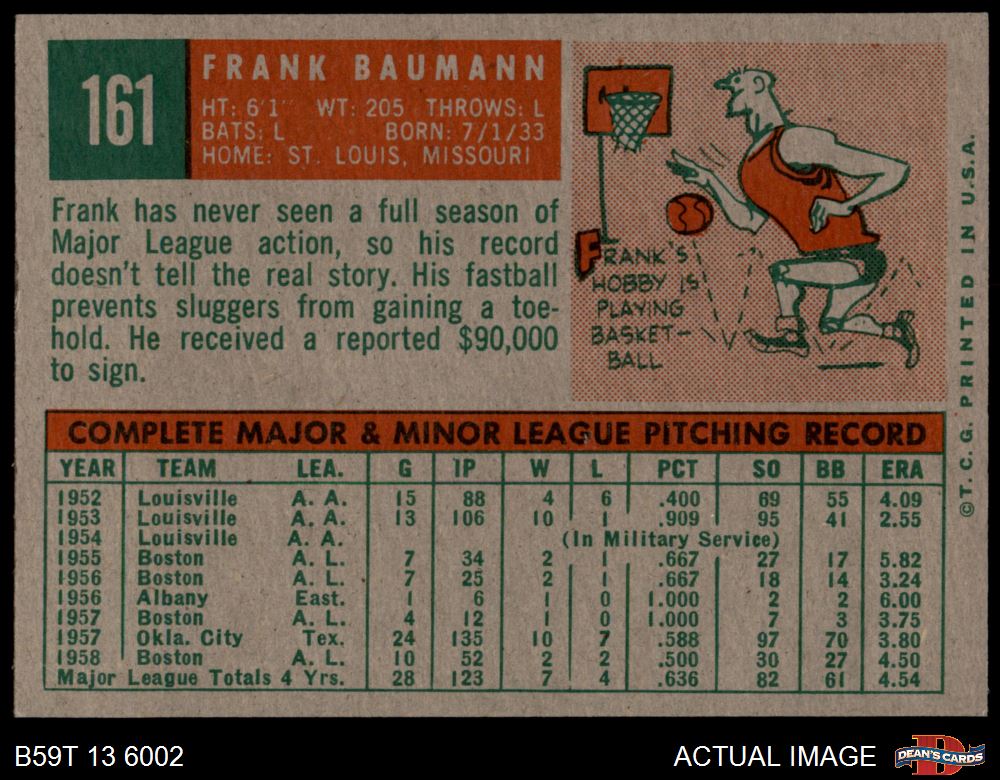 161
FRANK BAUMANN
HT: 6'1" WT: 205 THROWS: L
BATS: L BORN: 7/1/33
HOME: ST. LOUIS, MISSOURI
Frank has never seen a full season of
Major League action, so his record
doesn't tell the real story. His fastball
prevents sluggers from gaining a toe-
hold. He received a reported $90,000
to sign.
FRANK'S
HOBBY IS
PLAYING
BASKET-
BALL
© T. C. G. PRINTED IN U.S.A.
COMPLETE MAJOR & MINOR LEAGUE PITCHING RECORD
YEAR TEAM LEA. G IP W L PCT SO BB ERA
1952 Louisville A. A. 15 88 4 6 .400 69 55 4.09
1953 Louisville A. A. 13 106 10 1 .909 95 41 2.55
1954 Louisville A. A. (In Military Service)
1955 Boston A. L. 7 34 2 1 .667 27 17 5.82
1956 Boston A. L. 7 25 2 1 .667 18 14 3.24
1956 Albany East. 1 6 1 0 1.000 2 2 6.00
1957 Boston A. L. 4 12 1 0 1.000 7 3 3.75
1957 Okla. City Tex. 24 135 10 7 .588 97 70 3.80
1958 Boston A. L. 10 52 2 2 .500 30 27 4.50
Major League Totals 4 Yrs. 28 123 7 4 .636 82 61 4.54
B59T 13 6002
ACTUAL IMAGE
DEAN'S CARDS